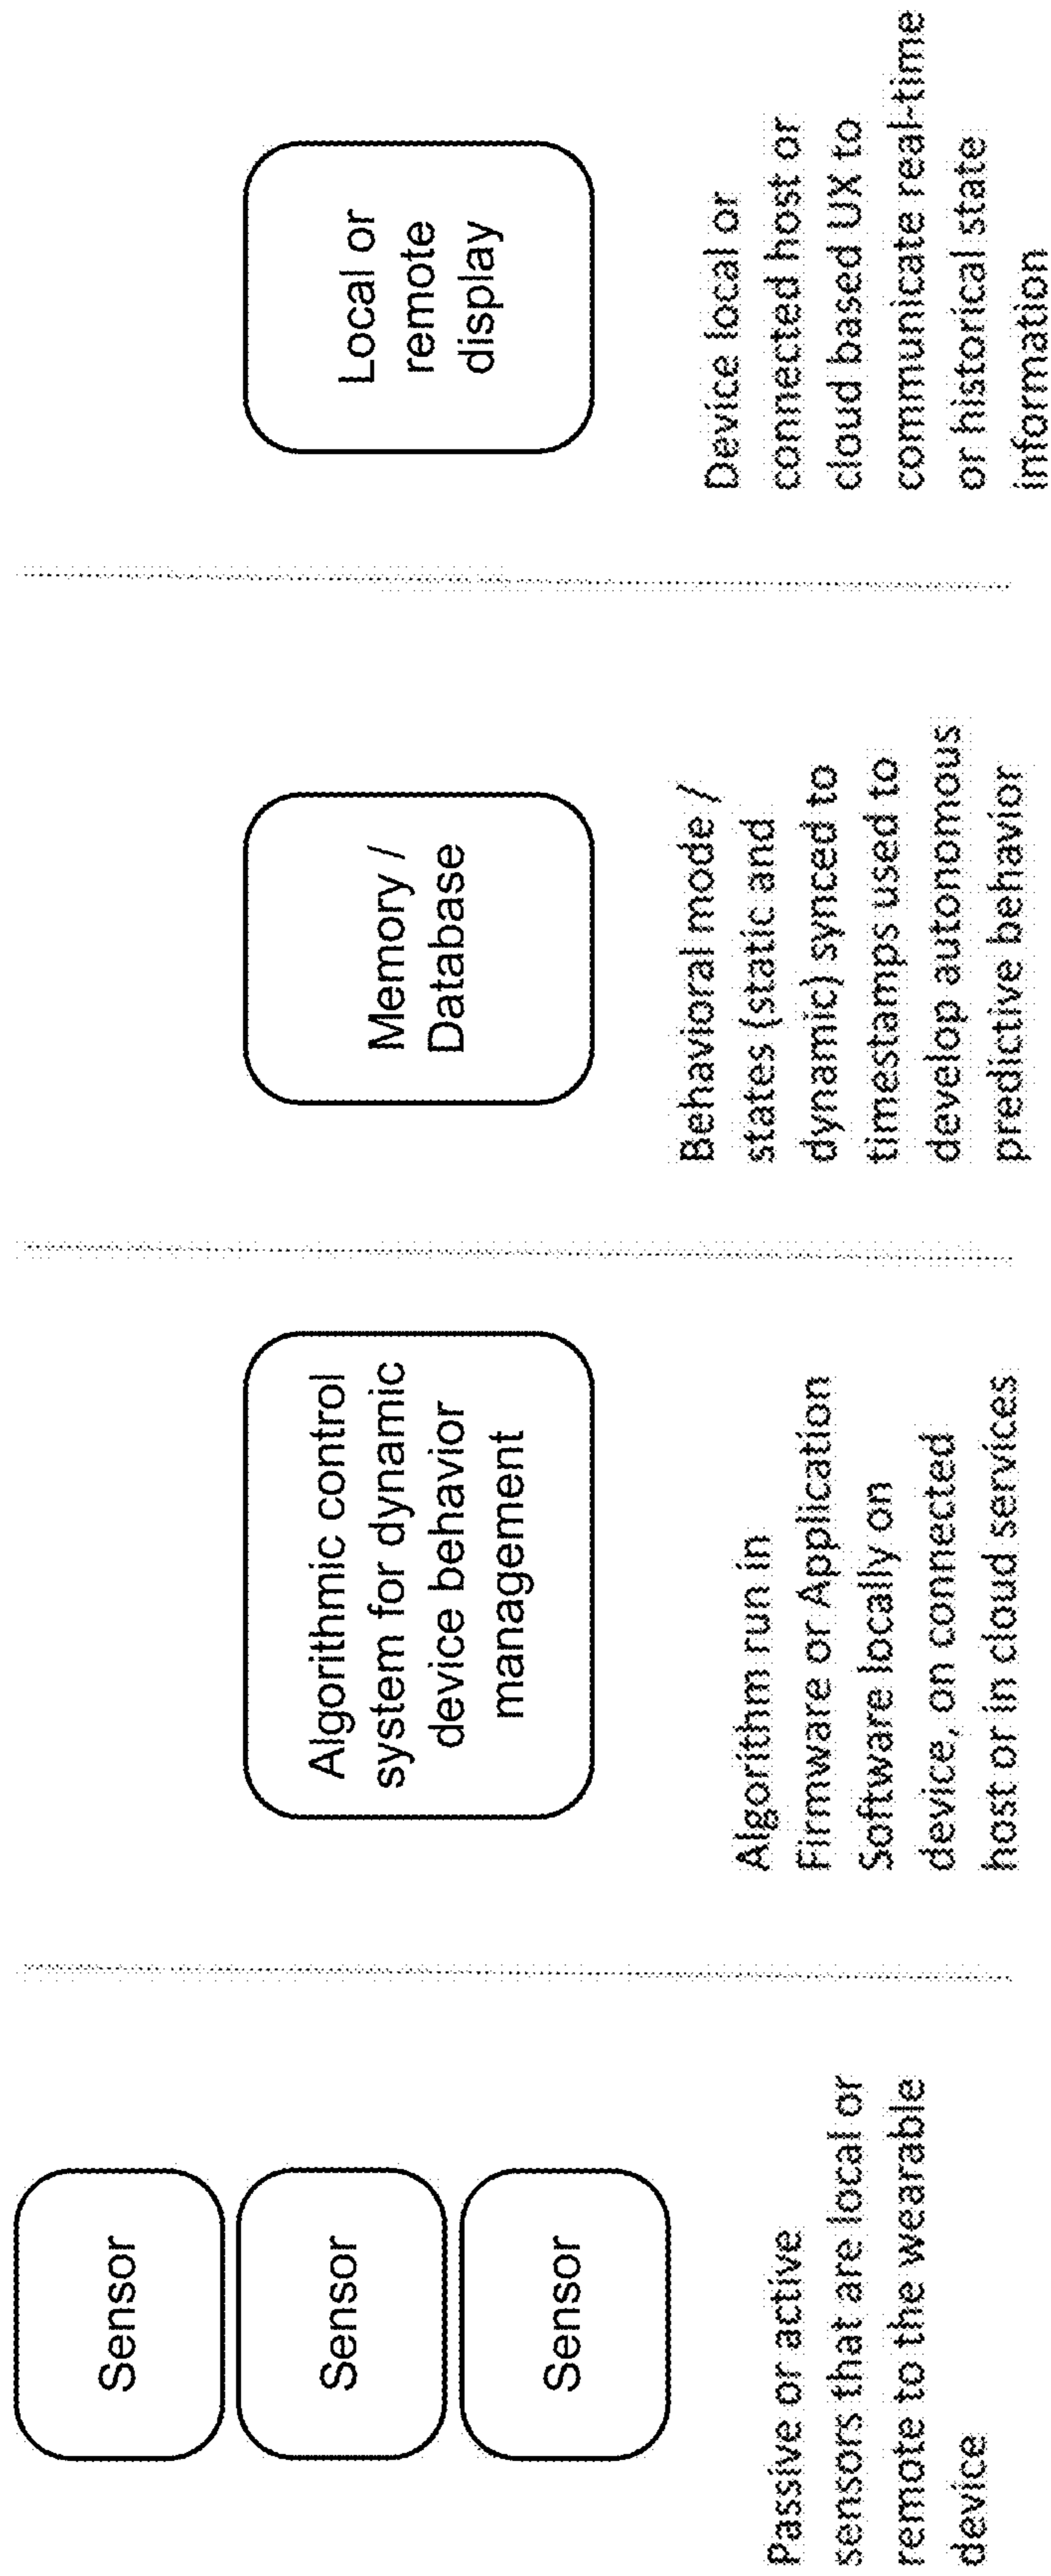 Sensor
Sensor
Sensor
Passive or active
sensors that are local or
remote to the wearable
device
Algorithmic control
system for dynamic
device behavior
management
Algorithm run in
Firmware or Application
Software locally on
device, on connected
host or in cloud services
Memory /
Database
Behavioral mode /
states (static and
dynamic) synced to
timestamps used to
develop autonomous
predictive behavior
Local or
remote
display
Device local or
connected host or
cloud based UX to
communicate real-time
or historical state
information